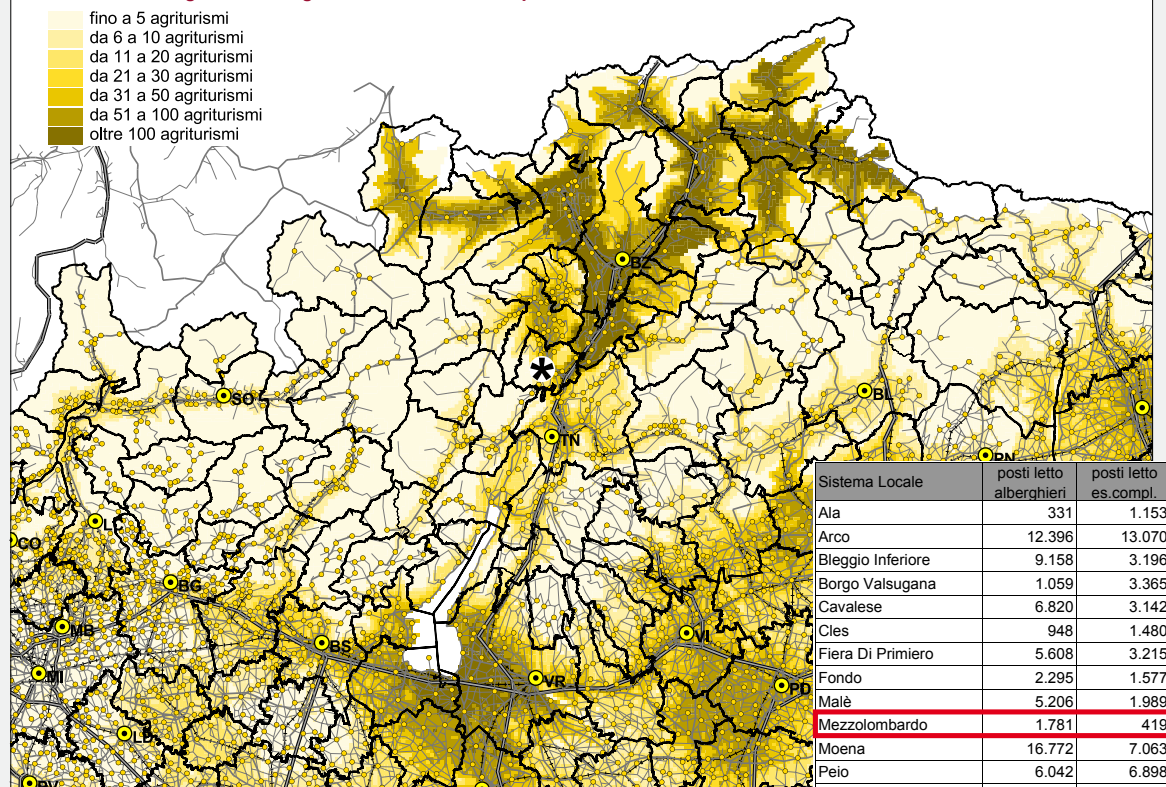 fino a 5 agriturismi
da 6 a 10 agriturismi
da 11 a 20 agriturismi
da 21 a 30 agriturismi
da 31 a 50 agriturismi
da 51 a 100 agriturismi
oltre 100 agriturismi
BZ
*
SO
BL
TN
PN
LC
CO
BG
MB
BS
VI
MI
VR
PD
PV
Sistema Locale posti letto alberghieri posti letto es.compl.
Ala 331 1.153
Arco 12.396 13.070
Bleggio Inferiore 9.158 3.196
Borgo Valsugana 1.059 3.365
Cavalese 6.820 3.142
Cles 948 1.480
Fiera Di Primiero 5.608 3.215
Fondo 2.295 1.577
Malè 5.206 1.989
Mezzolombardo 1.781 419
Moena 16.772 7.063
Peio 6.042 6.898